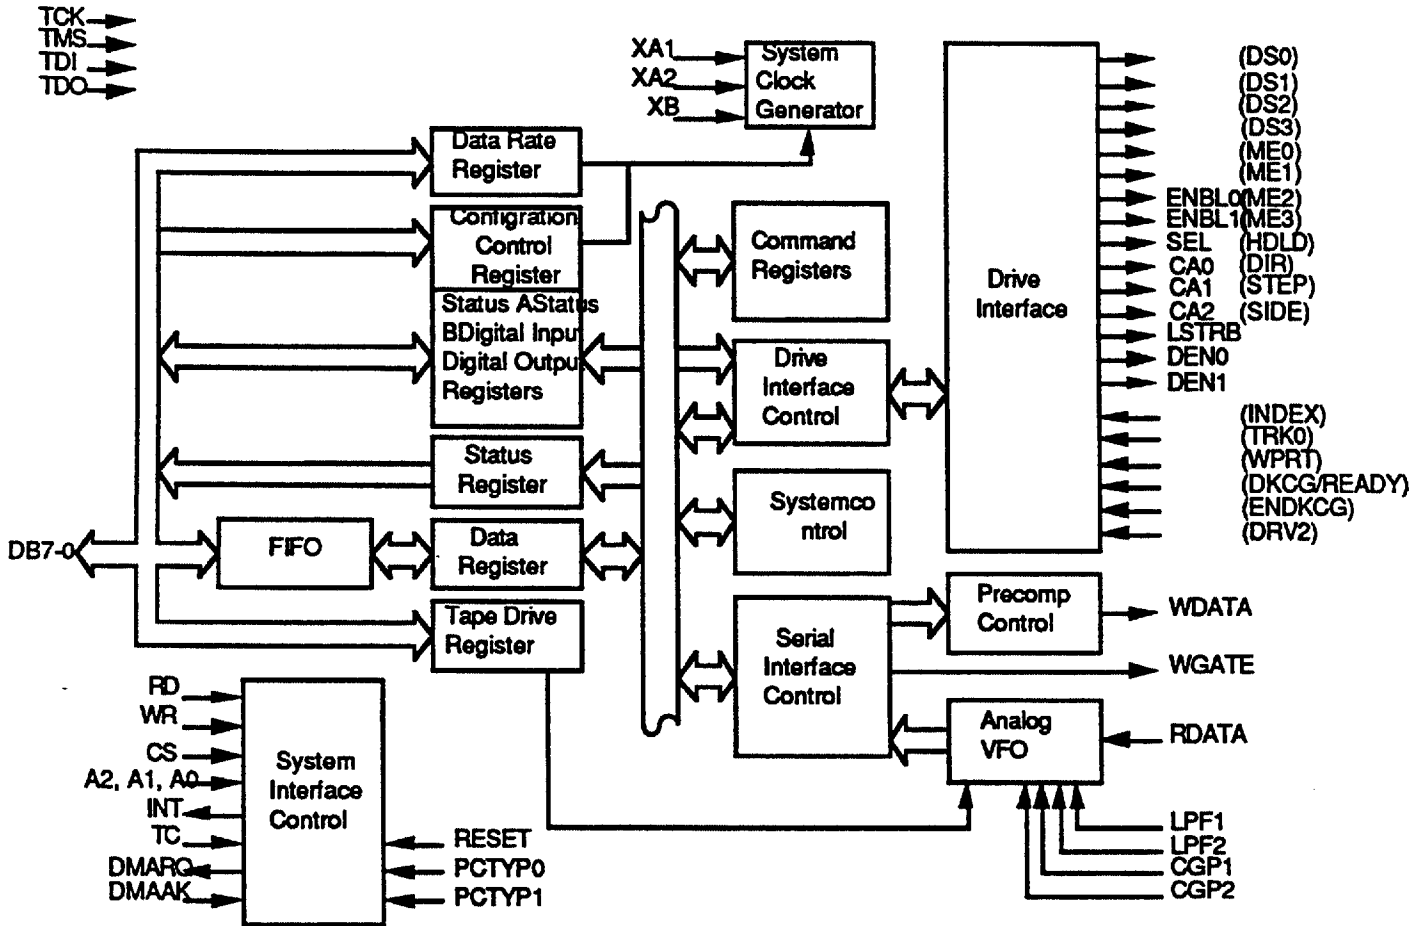 TCK
TMS
TDI
TDO
XA1
XA2
XB
System
Clock
Generator
Data Rate
Register
Configration
Control
Register
Status AStatus
BDigital Input
Digital Output
Registers
Status
Register
DB7-0
FIFO
Data
Register
Tape Drive
Register
Command
Registers
Drive
Interface
Control
Systemco
ntrol
Serial
Interface
Control
Drive
Interface
(DS0)
(DS1)
(DS2)
(DS3)
(ME0)
(ME1)
ENBL0(ME2)
ENBL1(ME3)
SEL (HDLD)
CA0 (DIR)
CA1 (STEP)
CA2 (SIDE)
LSTRB
DEN0
DEN1
(INDEX)
(TRK0)
(WPRT)
(DKCG/READY)
(ENDKCG)
(DRV2)
Precomp
Control
WDATA
WGATE
Analog
VFO
RDATA
LPF1
LPF2
CGP1
CGP2
RD
WR
CS
A2, A1, A0
INT
TC
DMARQ
DMAAK
System
Interface
Control
RESET
PCTYP0
PCTYP1